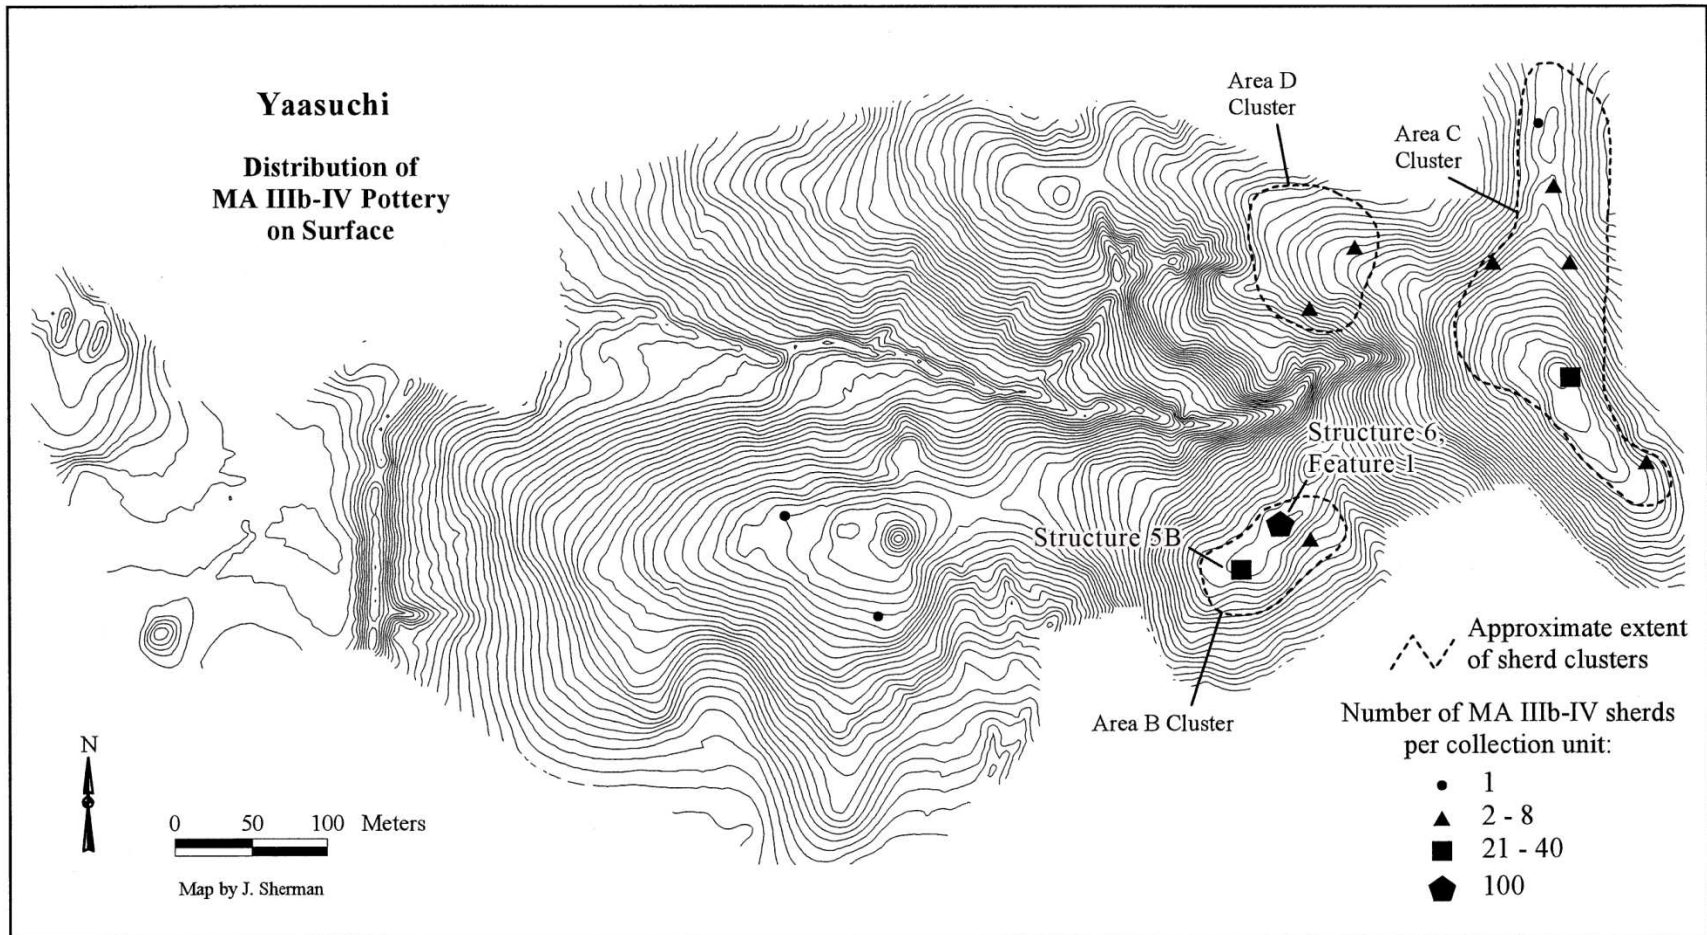 Yaasuchi
Distribution of
MA IIIb-IV Pottery
on Surface
Area D
Cluster
Area C
Cluster
Structure 6,
Feature 1
Structure 5B
Area B Cluster
Approximate extent
of sherd clusters
Number of MA IIIb-IV sherds
per collection unit:
1
2 - 8
21 - 40
100
N
0 50 100 Meters
Map by J. Sherman